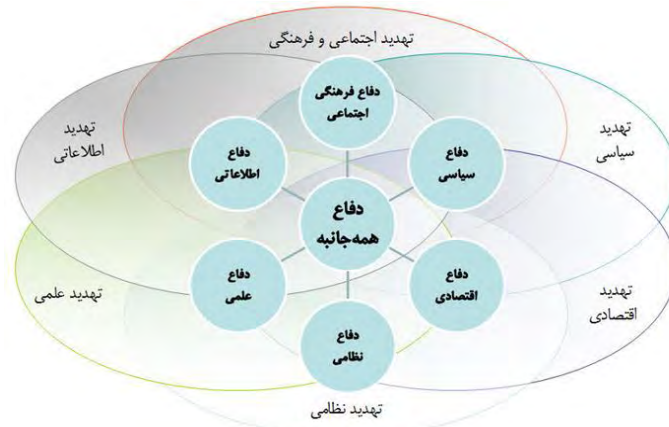 تهدید اجتماعی و فرهنگی
دفاع فرهنگی
اجتماعی
تهدید
سیاسی
تهدید
اطلاعاتی
دفاع
سیاسی
دفاع
اطلاعاتی
دفاع
همه‌جانبه
دفاع
اقتصادی
دفاع
علمی
تهدید
اقتصادی
تهدید علمی
دفاع
نظامی
تهدید نظامی